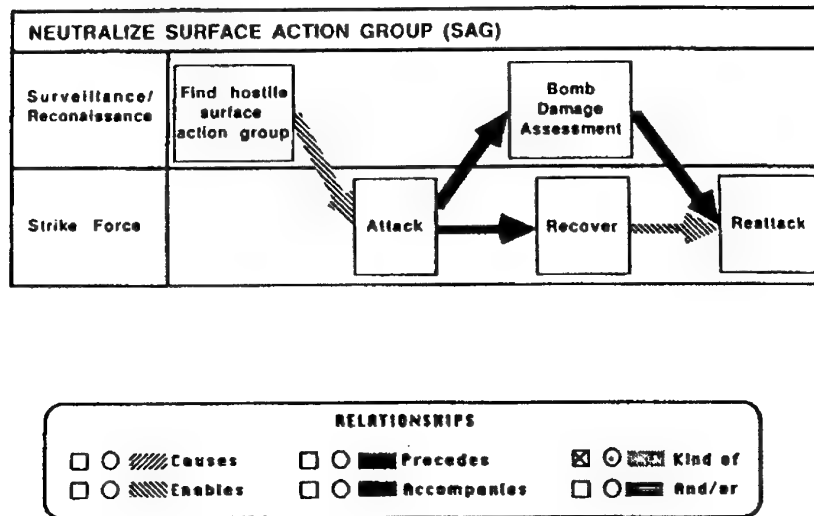 NEUTRALIZE SURFACE ACTION GROUP (SAG)
Surveillance/
Reconaissance
Find hostile
surface
action group
Bomb
Damage
Assessment
Strike Force
Attack
Recover
Reattack
RELATIONSHIPS
Causes
Precedes
Kind of
Enables
Accompanies
And/or